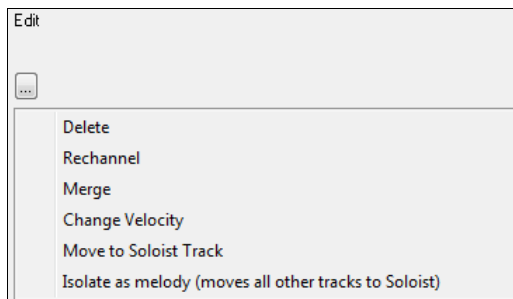 Edit
...
Delete
Rechannel
Merge
Change Velocity
Move to Soloist Track
Isolate as melody (moves all other tracks to Soloist)